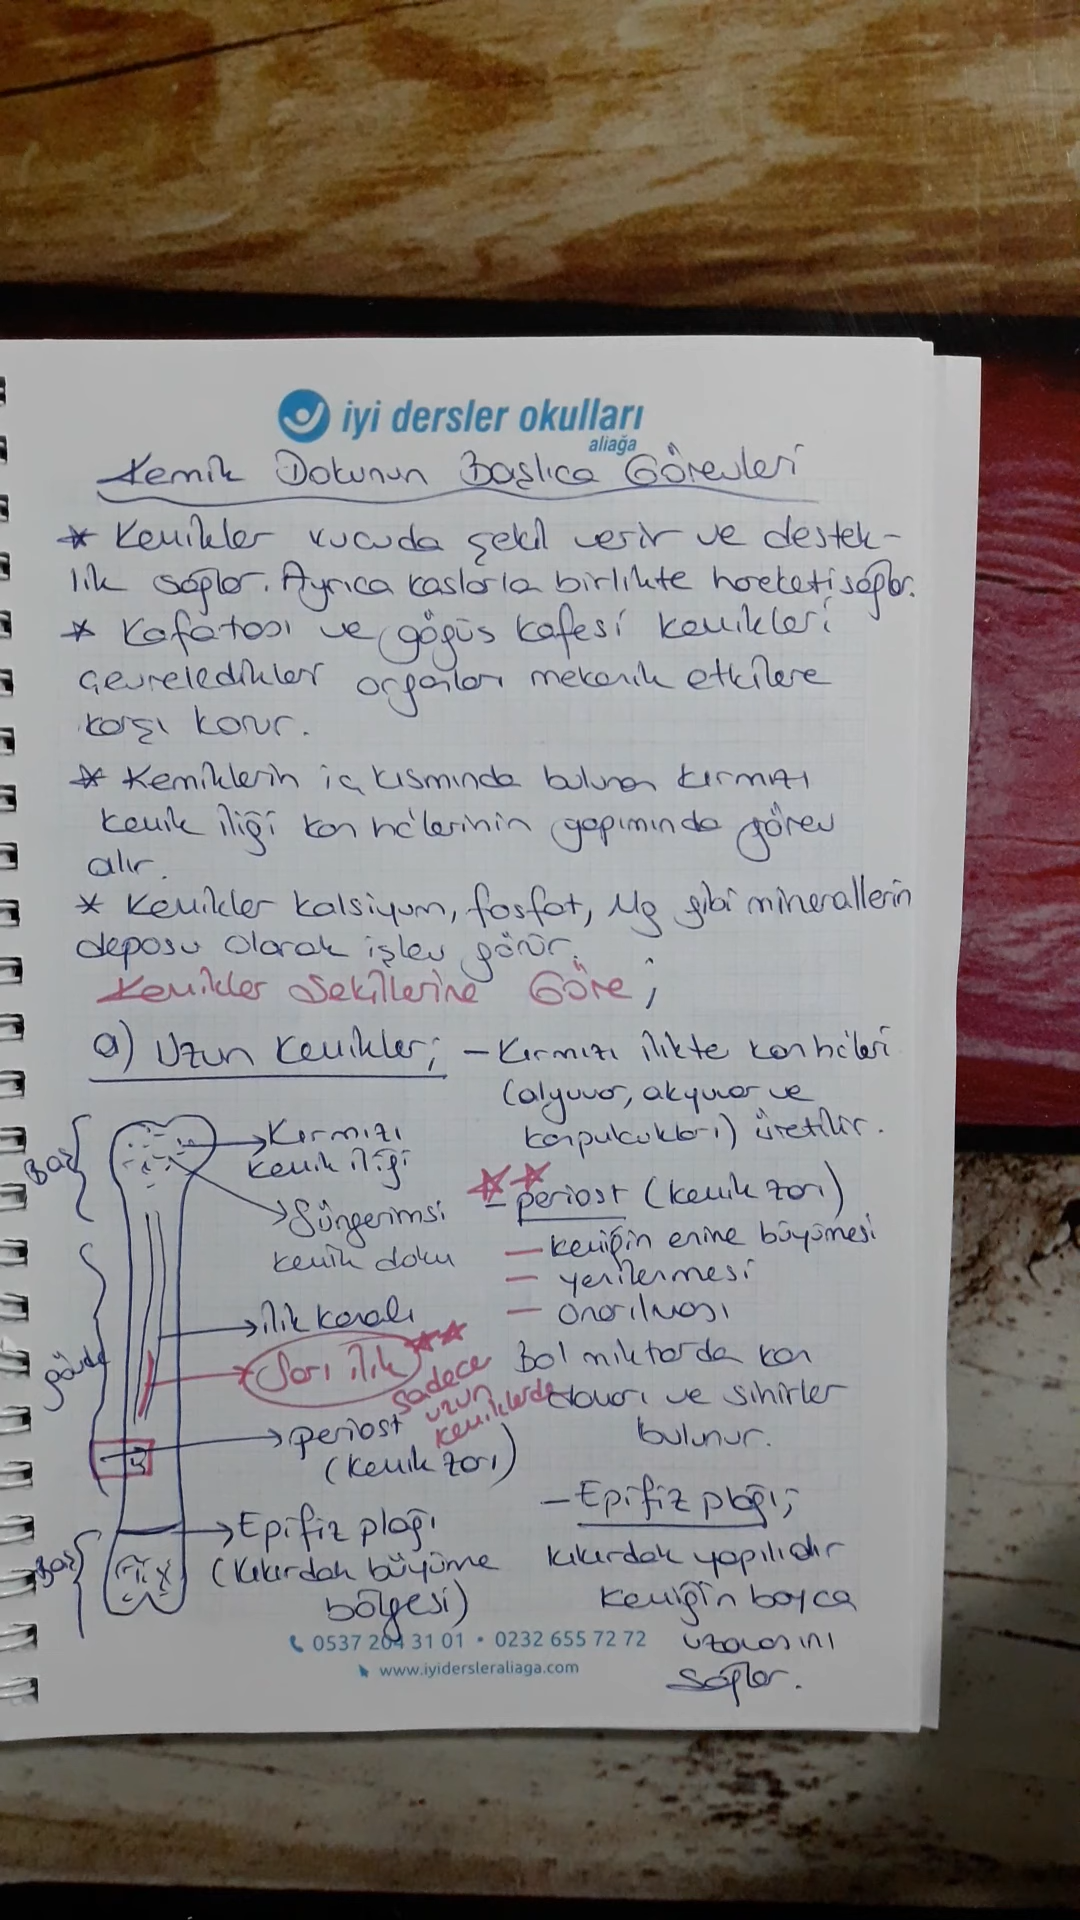 iyi dersler okulları
aliağa
Kemik Dokunun Başlıca Görevleri
* Kemikler vücuda şekil verir ve destek-
lik sağlar. Ayrıca kaslarla birlikte hareketi sağlar.
* Kafatası ve göğüs kafesi kemikleri
çevreledikler organları mekanik etkilere
karşı korur.
* Kemiklerin iç kısmında bulunan kırmızı
kemik iliği kan hc'lerinin yapımında görev
alır.
* Kemikler kalsiyum, fosfat, Mg gibi minerallerin
deposu olarak işlev görür.
Kemikler Şekillerine Göre;
a) Uzun Kemikler; – Kırmızı ilikte kan hc'leri
(alyuvar, akyuvar ve
kan pulcukları) üretilir.
Baş
Kırmızı
kemik iliği
Süngerimsi
kemik doku
gövde
ilik kanalı
Sarı ilik
sadece
uzun
kemiklerde
periost
(kemik zarı)
Epifiz plağı
(kıkırdak büyüme
bölgesi)
Baş
– periost (kemik zarı)
– kemiğin enine büyümesi
– yenilenmesi
– onarılması
Bol miktarda kan
damarı ve sinirler
bulunur.
– Epifiz plağı;
kıkırdak yapılıdır
kemiğin boyca
uzamasını
sağlar.
0537 204 31 01 • 0232 655 72 72
www.iyidersleraliaga.com